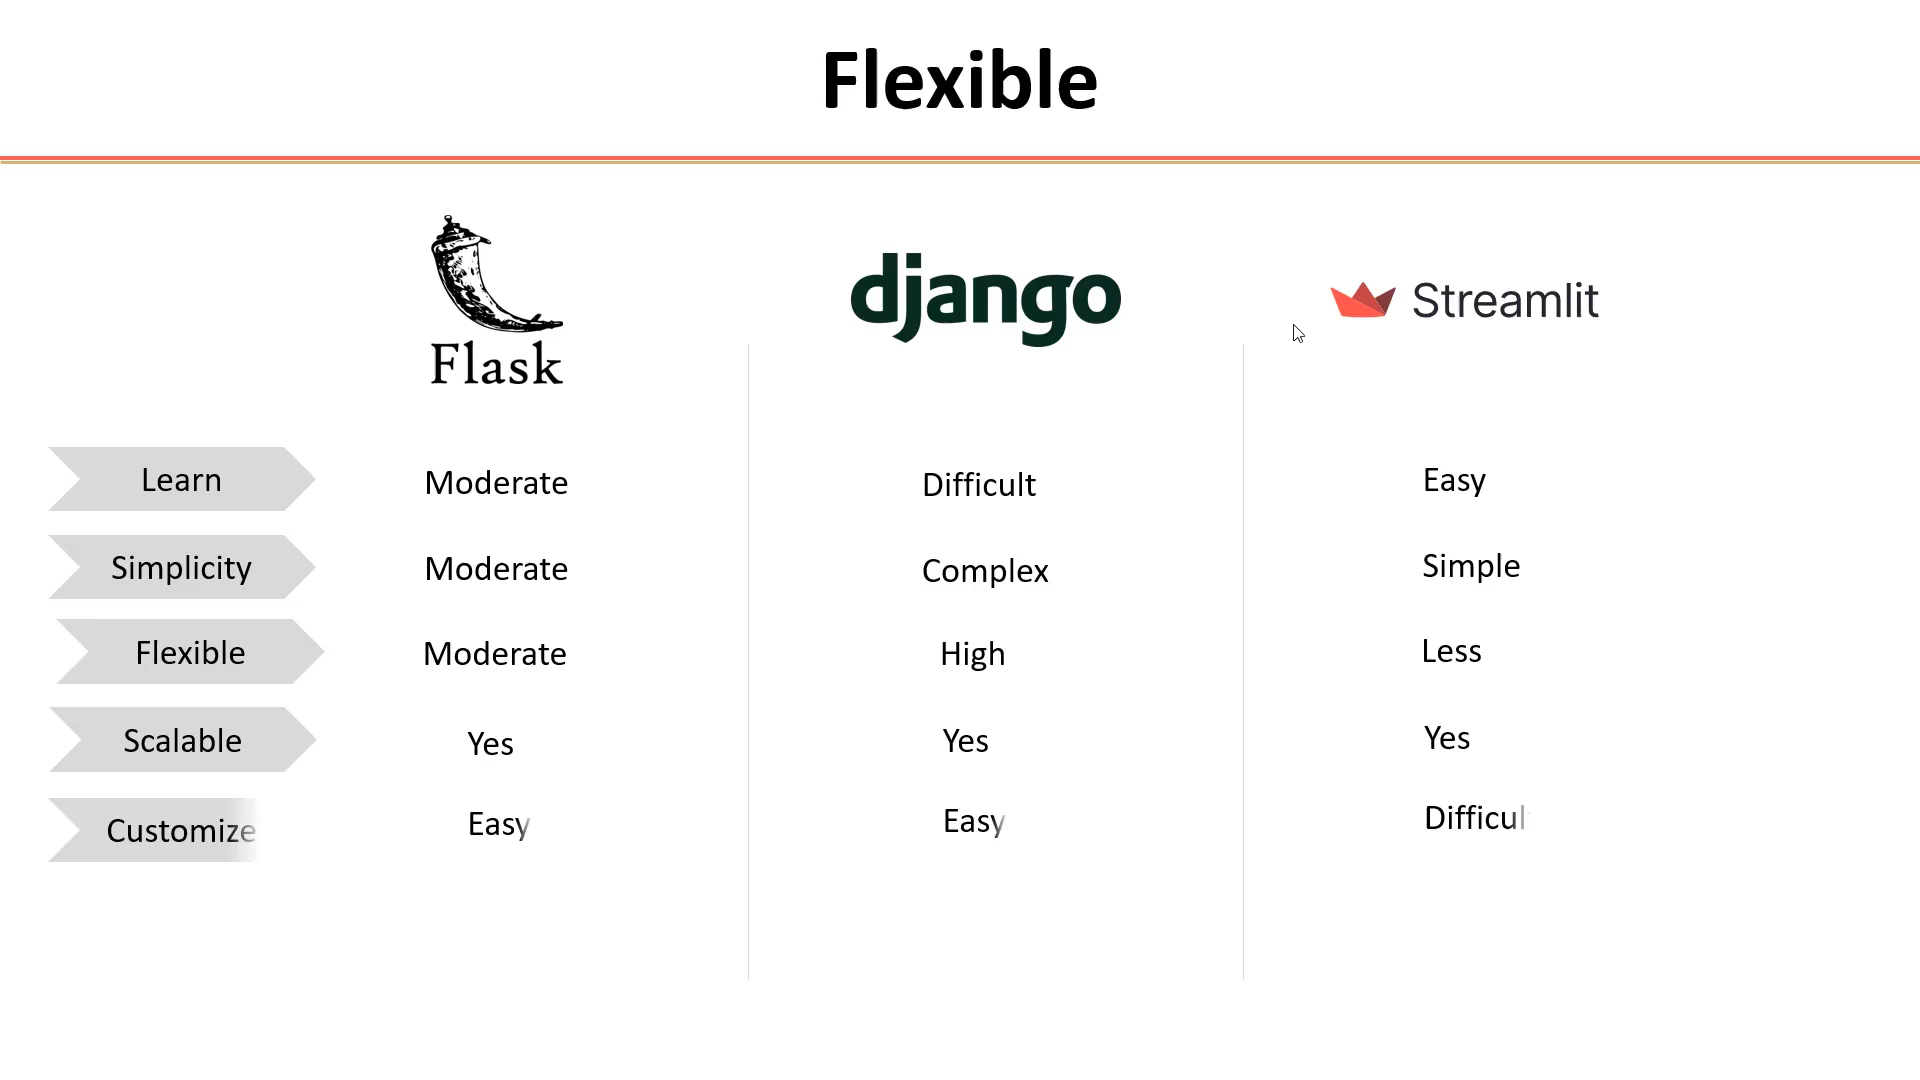 Flexible
Flask
django
Streamlit
Learn Moderate Difficult Easy
Simplicity Moderate Complex Simple
Flexible Moderate High Less
Scalable Yes Yes Yes
Customize Easy Easy Difficul